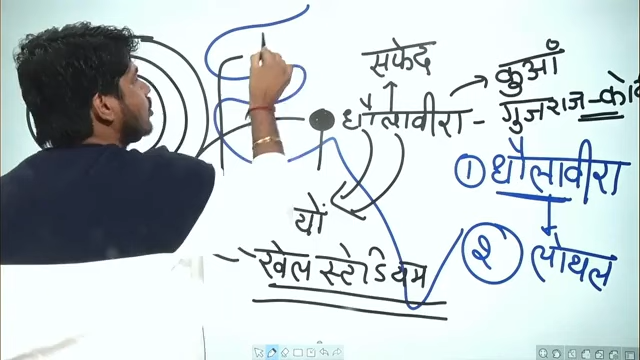 सफेद
कुआँ
धौलावीरा - गुजराज - को
① धौलावीरा
यों
② लोथल
खेल स्टेडियम